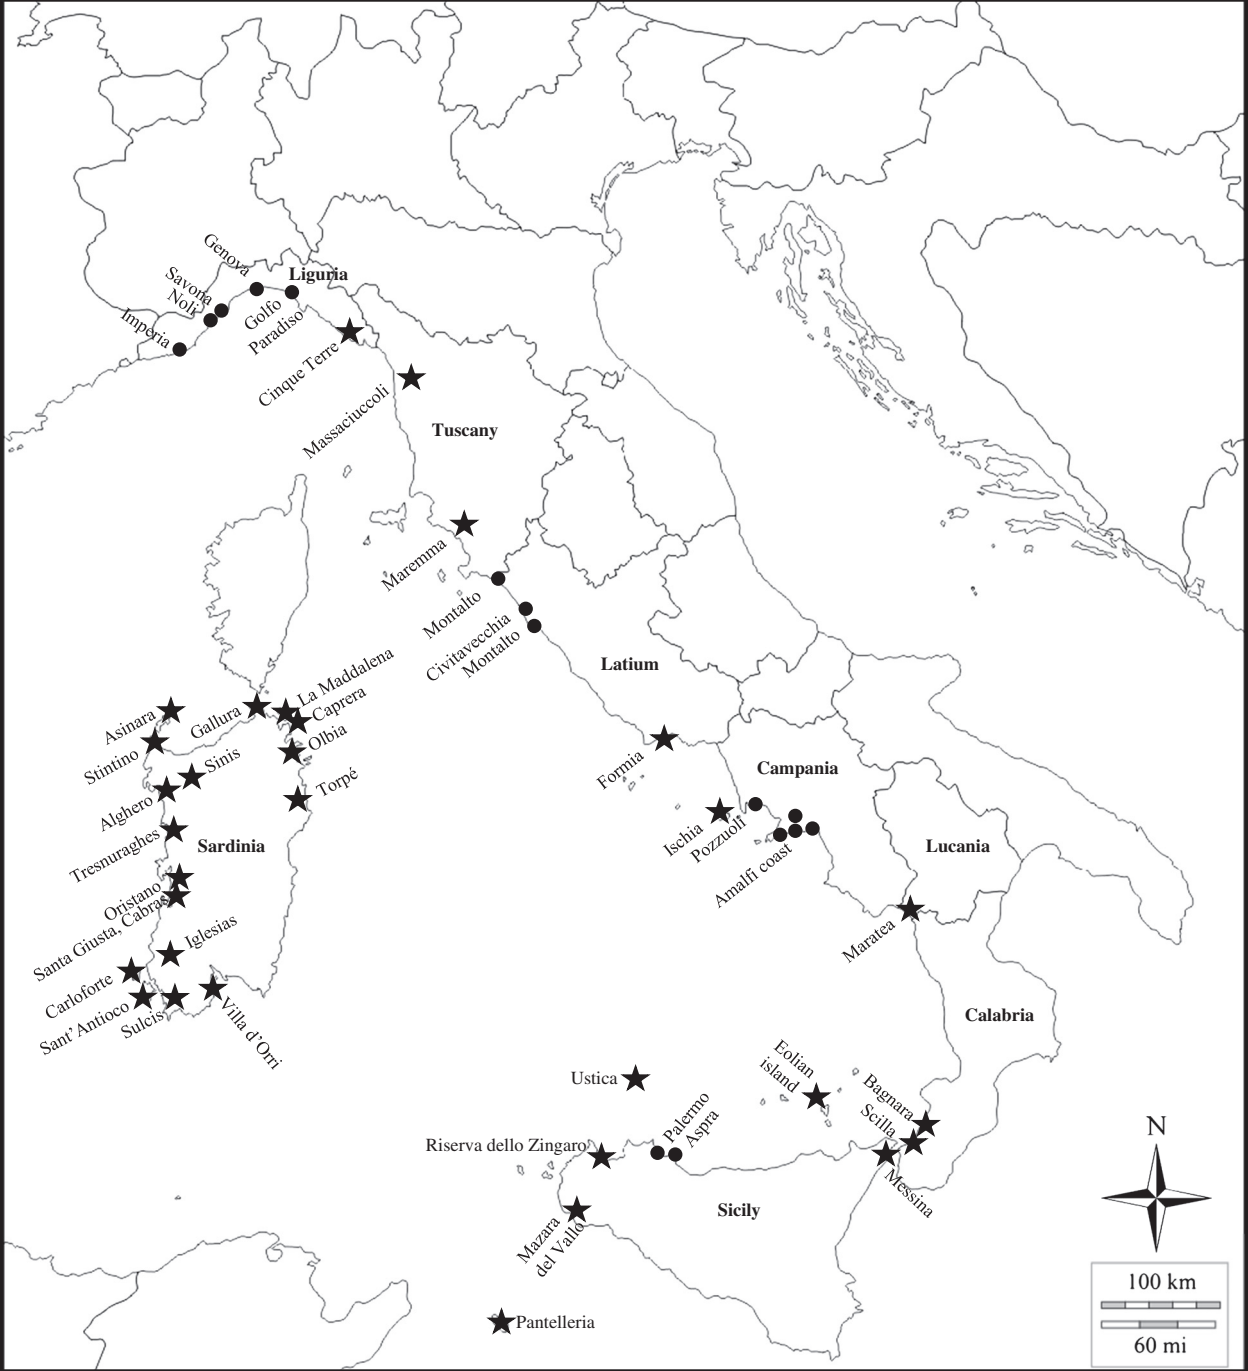 Genova
Liguria
Savona
Noli
Imperia
Golfo
Paradiso
Cinque Terre
Massaciuccoli
Tuscany
Maremma
Montalto
Civitavecchia
Montalto
Latium
La Maddalena
Caprera
Asinara
Gallura
Olbia
Stintino
Sinis
Torpé
Alghero
Tresnuraghes
Sardinia
Oristano
Santa Giusta, Cabras
Iglesias
Carloforte
Sant'Antioco
Sulcis
Villa d'Orri
Formia
Campania
Ischia
Pozzuoli
Amalfi coast
Lucania
Maratea
Calabria
Ustica
Eolian
island
Bagnara
Scilla
Palermo
Aspra
Riserva dello Zingaro
Messina
Sicily
Mazara
del Vallo
Pantelleria
N
100 km
60 mi